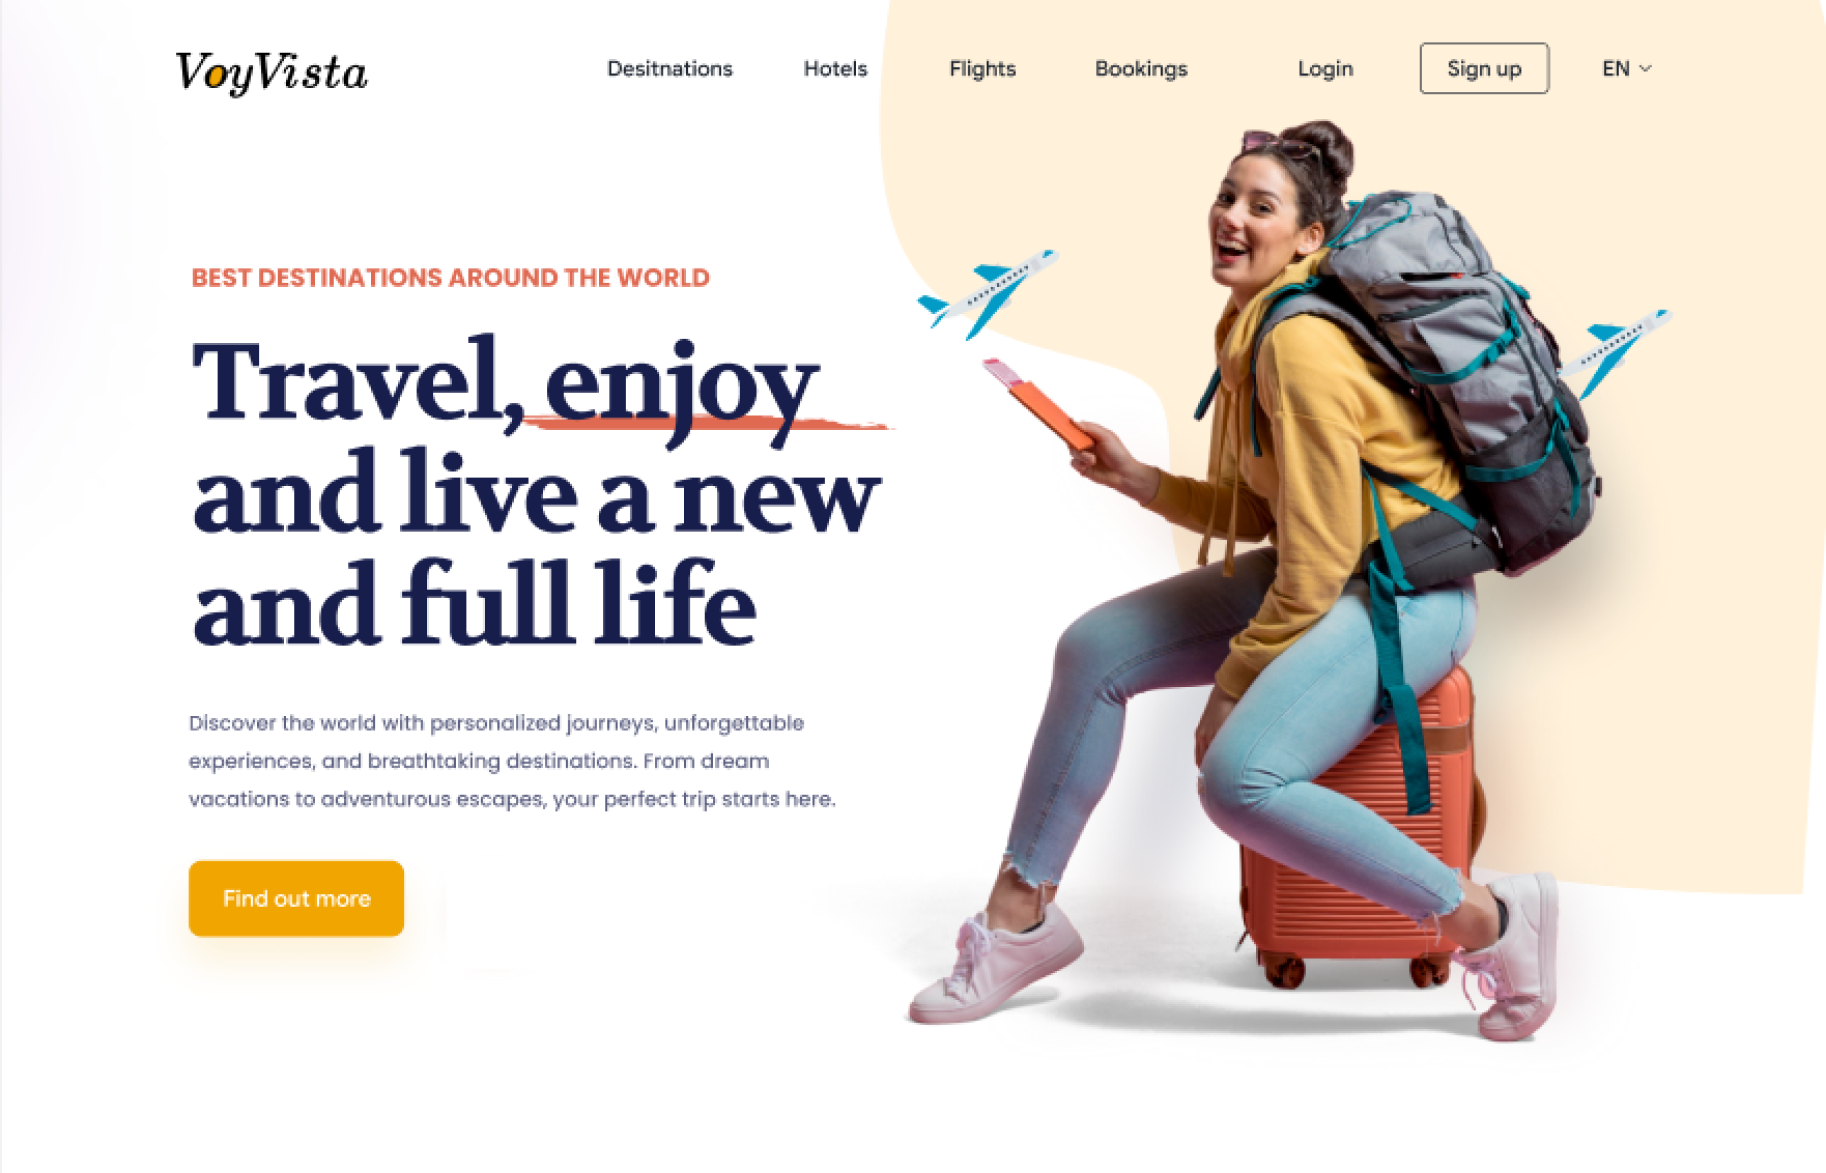 VoyVista
Desitnations Hotels Flights Bookings Login Sign up EN
BEST DESTINATIONS AROUND THE WORLD
Travel, enjoy
and live a new
and full life
Discover the world with personalized journeys, unforgettable
experiences, and breathtaking destinations. From dream
vacations to adventurous escapes, your perfect trip starts here.
Find out more